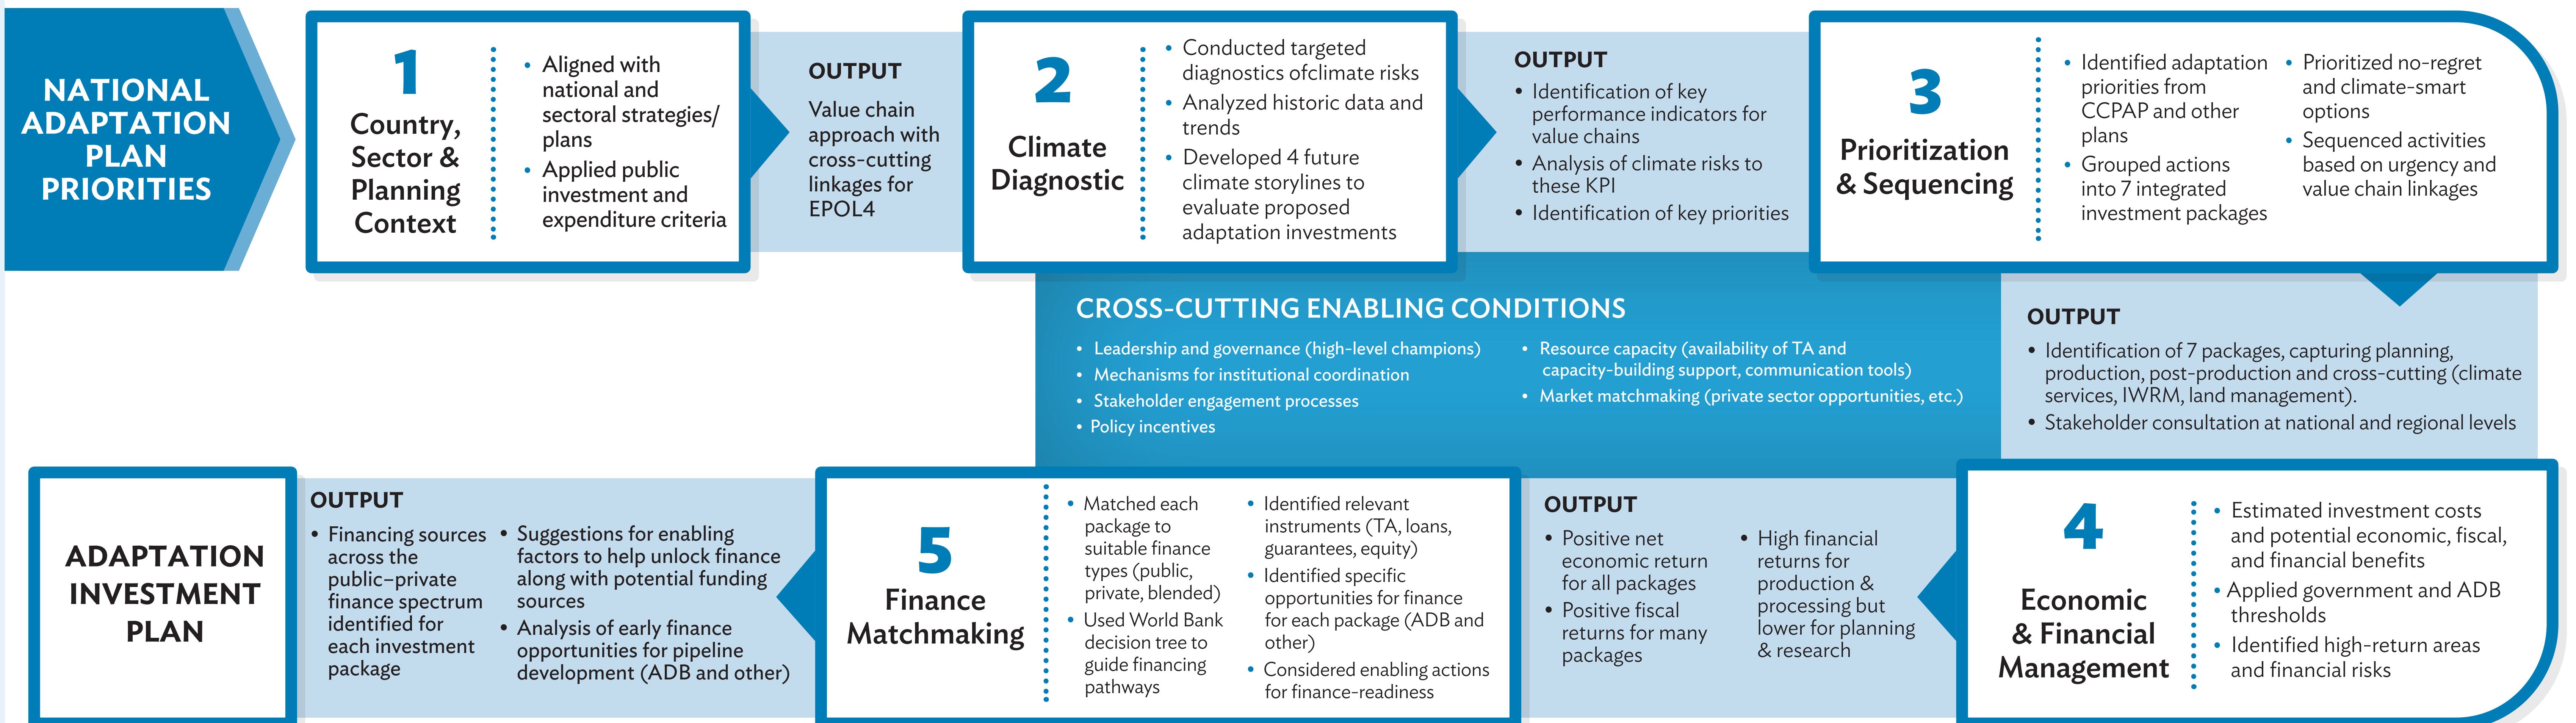 NATIONAL
ADAPTATION
PLAN
PRIORITIES
1
Country,
Sector &
Planning
Context
• Aligned with
national and
sectoral strategies/
plans
• Applied public
investment and
expenditure criteria
OUTPUT
Value chain
approach with
cross-cutting
linkages for
EPOL4
2
Climate
Diagnostic
• Conducted targeted
diagnostics ofclimate risks
• Analyzed historic data and
trends
• Developed 4 future
climate storylines to
evaluate proposed
adaptation investments
OUTPUT
• Identification of key
performance indicators for
value chains
• Analysis of climate risks to
these KPI
• Identification of key priorities
3
Prioritization
& Sequencing
• Identified adaptation
priorities from
CCPAP and other
plans
• Grouped actions
into 7 integrated
investment packages
• Prioritized no-regret
and climate-smart
options
• Sequenced activities
based on urgency and
value chain linkages
CROSS-CUTTING ENABLING CONDITIONS
• Leadership and governance (high-level champions)
• Mechanisms for institutional coordination
• Stakeholder engagement processes
• Policy incentives
• Resource capacity (availability of TA and
capacity-building support, communication tools)
• Market matchmaking (private sector opportunities, etc.)
OUTPUT
• Identification of 7 packages, capturing planning,
production, post-production and cross-cutting (climate
services, IWRM, land management).
• Stakeholder consultation at national and regional levels
4
Economic
& Financial
Management
• Estimated investment costs
and potential economic, fiscal,
and financial benefits
• Applied government and ADB
thresholds
• Identified high-return areas
and financial risks
OUTPUT
• Positive net
economic return
for all packages
• Positive fiscal
returns for many
packages
• High financial
returns for
production &
processing but
lower for planning
& research
5
Finance
Matchmaking
• Matched each
package to
suitable finance
types (public,
private, blended)
• Used World Bank
decision tree to
guide financing
pathways
• Identified relevant
instruments (TA, loans,
guarantees, equity)
• Identified specific
opportunities for finance
for each package (ADB and
other)
• Considered enabling actions
for finance-readiness
OUTPUT
• Financing sources
across the
public–private
finance spectrum
identified for
each investment
package
• Suggestions for enabling
factors to help unlock finance
along with potential funding
sources
• Analysis of early finance
opportunities for pipeline
development (ADB and other)
ADAPTATION
INVESTMENT
PLAN